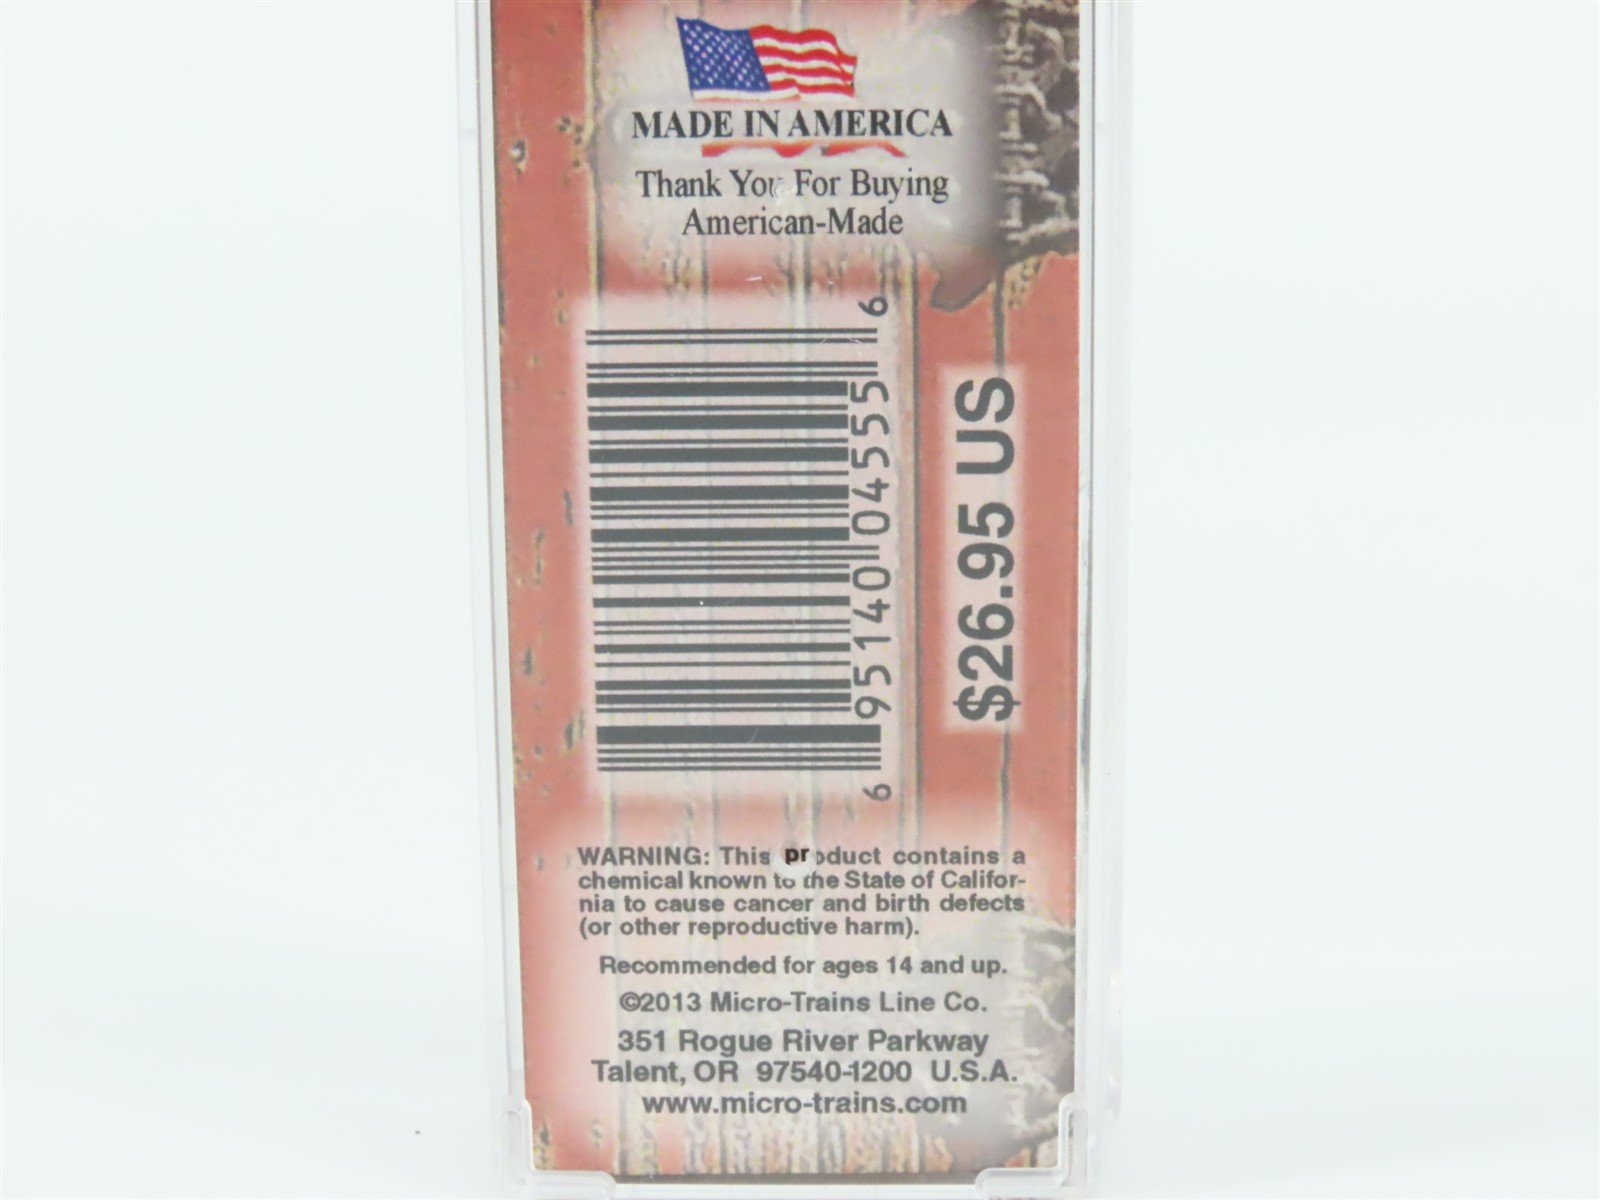 MADE IN AMERICA
Thank You For Buying
American-Made
6 95140 04555 6
$26.95 US
WARNING: This product contains a
chemical known to the State of Califor-
nia to cause cancer and birth defects
(or other reproductive harm).
Recommended for ages 14 and up.
©2013 Micro-Trains Line Co.
351 Rogue River Parkway
Talent, OR 97540-1200 U.S.A.
www.micro-trains.com